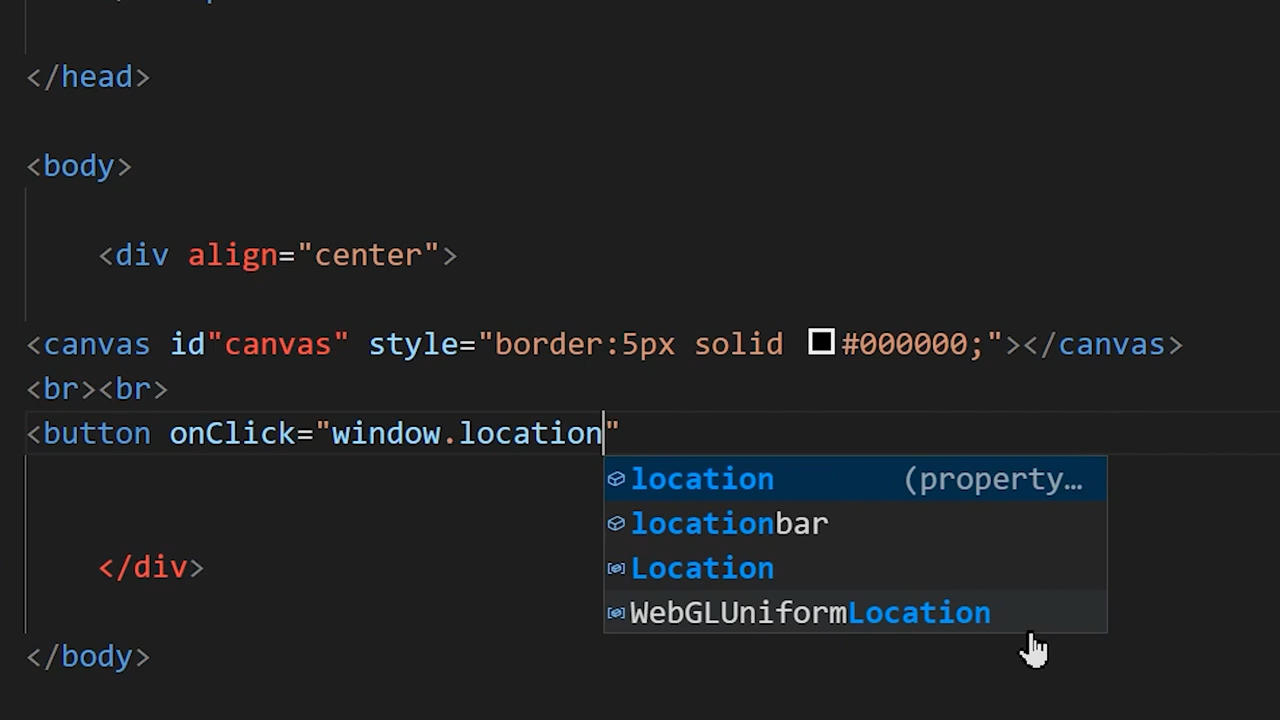 </head>
<body>
<div align="center">
<canvas id"canvas" style="border:5px solid #000000;"></canvas>
<br><br>
<button onClick="window.location"
location (property…
locationbar
Location
WebGLUniformLocation
</div>
</body>